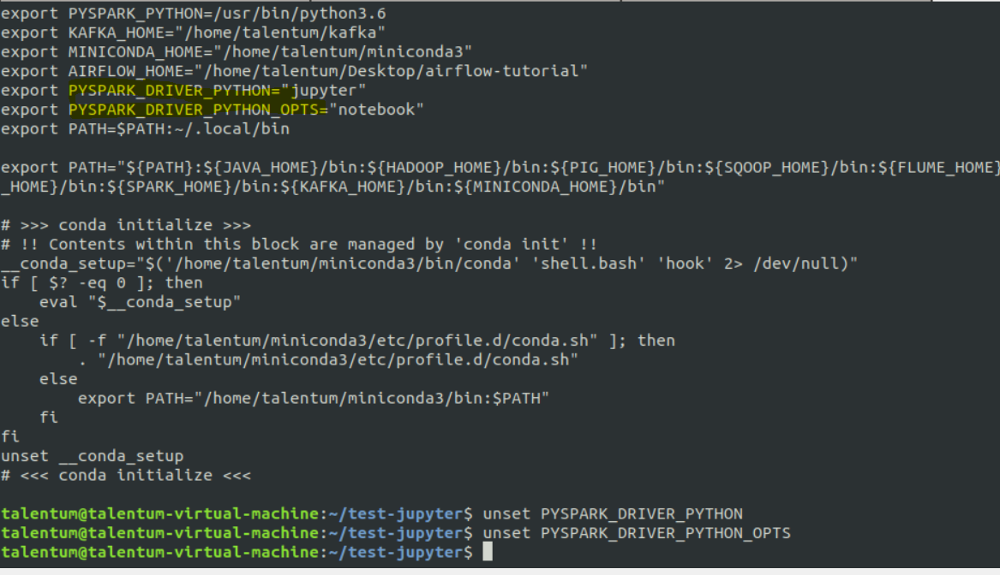 export PYSPARK_PYTHON=/usr/bin/python3.6
export KAFKA_HOME="/home/talentum/kafka"
export MINICONDA_HOME="/home/talentum/miniconda3"
export AIRFLOW_HOME="/home/talentum/Desktop/airflow-tutorial"
export PYSPARK_DRIVER_PYTHON="jupyter"
export PYSPARK_DRIVER_PYTHON_OPTS="notebook"
export PATH=$PATH:~/.local/bin
export PATH="${PATH}:${JAVA_HOME}/bin:${HADOOP_HOME}/bin:${PIG_HOME}/bin:${SQOOP_HOME}/bin:${FLUME_HOME}
_HOME}/bin:${SPARK_HOME}/bin:${KAFKA_HOME}/bin:${MINICONDA_HOME}/bin"
# >>> conda initialize >>>
# !! Contents within this block are managed by 'conda init' !!
__conda_setup="$('/home/talentum/miniconda3/bin/conda' 'shell.bash' 'hook' 2> /dev/null)"
if [ $? -eq 0 ]; then
    eval "$__conda_setup"
else
    if [ -f "/home/talentum/miniconda3/etc/profile.d/conda.sh" ]; then
        . "/home/talentum/miniconda3/etc/profile.d/conda.sh"
    else
        export PATH="/home/talentum/miniconda3/bin:$PATH"
    fi
fi
unset __conda_setup
# <<< conda initialize <<<
talentum@talentum-virtual-machine:~/test-jupyter$ unset PYSPARK_DRIVER_PYTHON
talentum@talentum-virtual-machine:~/test-jupyter$ unset PYSPARK_DRIVER_PYTHON_OPTS
talentum@talentum-virtual-machine:~/test-jupyter$